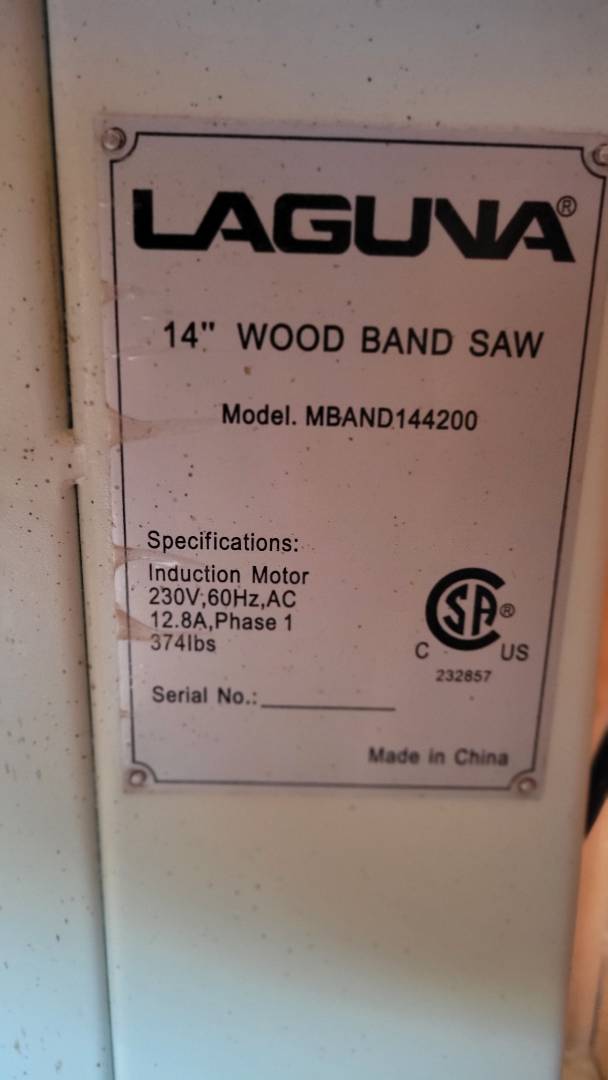 LAGUNA®
14" WOOD BAND SAW
Model. MBAND144200
Specifications:
Induction Motor
230V,60Hz,AC
12.8A,Phase 1
374lbs
SA®
C US
232857
Serial No.:
Made in China